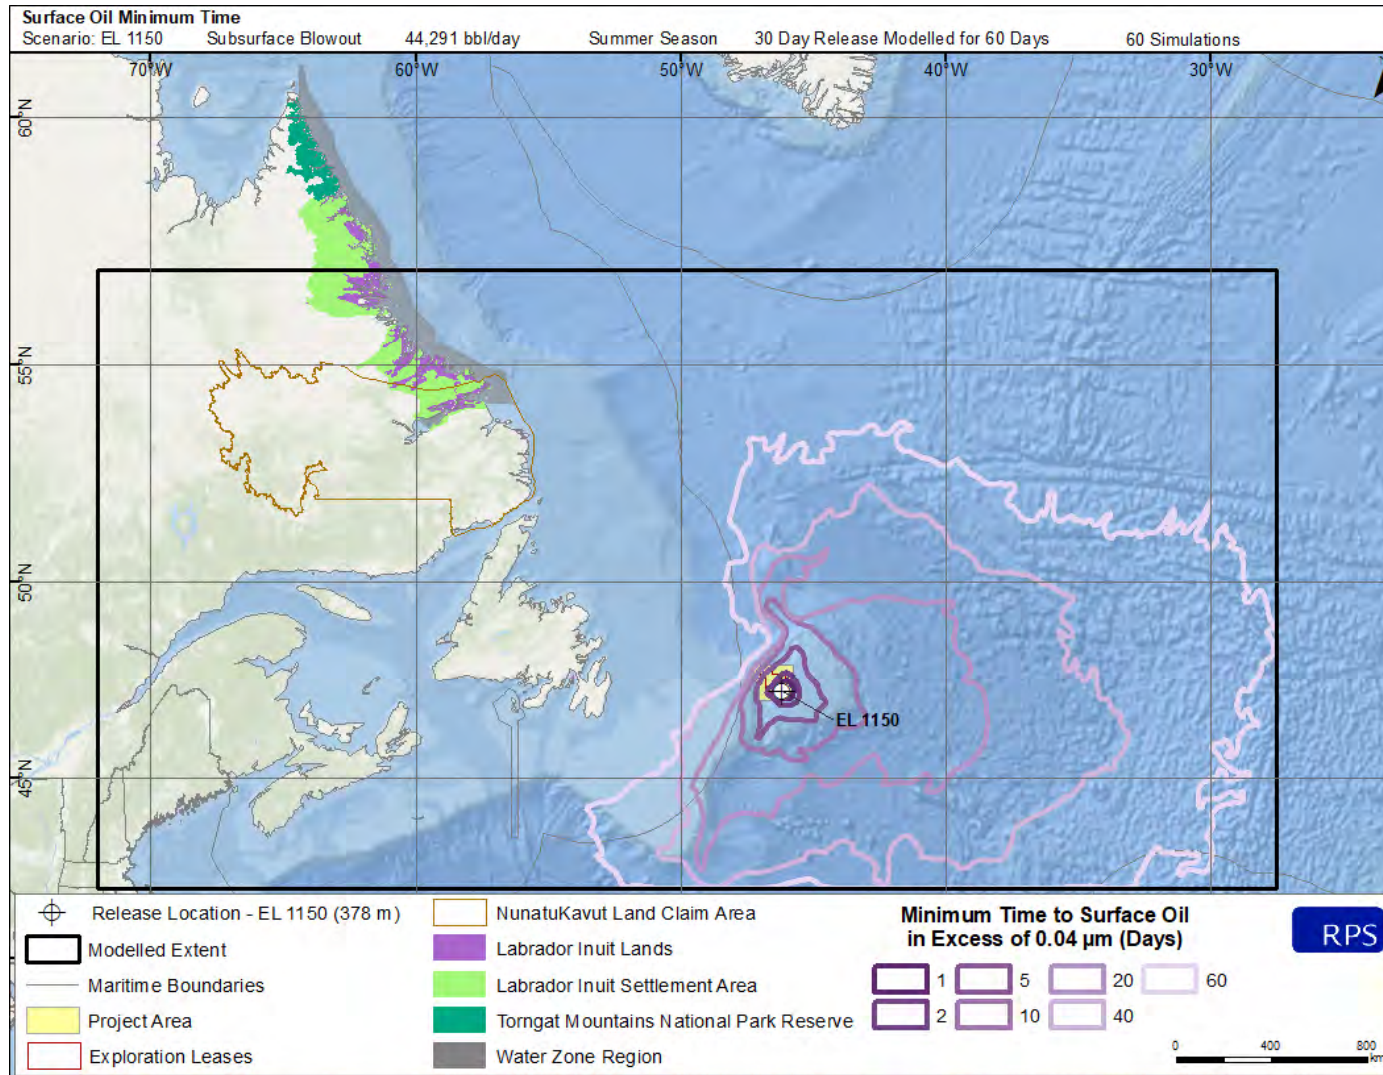 Surface Oil Minimum Time
Scenario: EL 1150 Subsurface Blowout 44,291 bbl/day Summer Season 30 Day Release Modelled for 60 Days 60 Simulations
70°W 60°W 50°W 40°W 30°W
60°N
55°N
50°N
45°N
EL 1150
Release Location - EL 1150 (378 m)
Modelled Extent
Maritime Boundaries
Project Area
Exploration Leases
NunatuKavut Land Claim Area
Labrador Inuit Lands
Labrador Inuit Settlement Area
Torngat Mountains National Park Reserve
Water Zone Region
Minimum Time to Surface Oil
in Excess of 0.04 µm (Days)
1 5 20 60
2 10 40
RPS
0 400 800
km